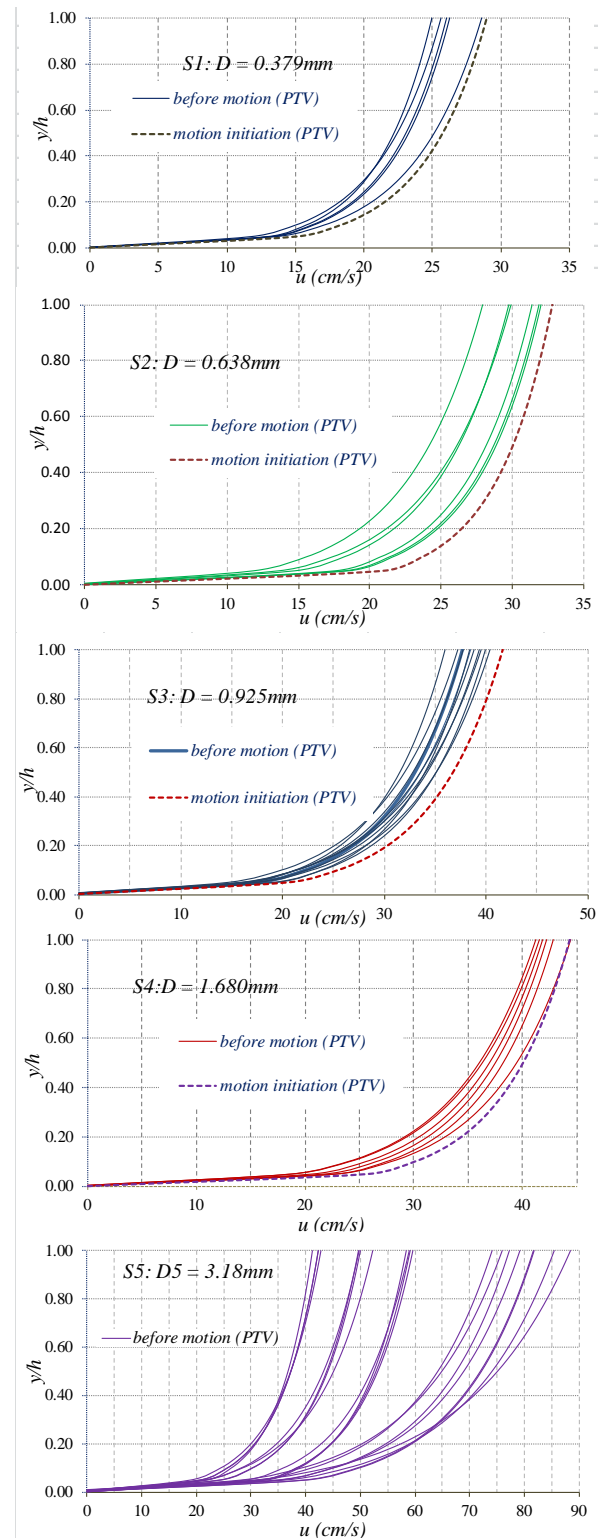 1.00
S1: D = 0.379mm
0.80
before motion (PTV)
0.60
y/h
motion initiation (PTV)
0.40
0.20
0.00
0 5 10 15 20 25 30 35
u (cm/s)
1.00
S2: D = 0.638mm
0.80
0.60
before motion (PTV)
y/h
0.40
motion initiation (PTV)
0.20
0.00
0 5 10 15 20 25 30 35
u (cm/s)
1.00
S3: D = 0.925mm
0.80
0.60
before motion (PTV)
y/h
0.40
motion initiation (PTV)
0.20
0.00
0 10 20 30 40 50
u (cm/s)
1.00
S4:D = 1.680mm
0.80
0.60
before motion (PTV)
y/h
0.40
motion initiation (PTV)
0.20
0.00
0 10 20 30 40
u (cm/s)
1.00
S5: D5 = 3.18mm
0.80
0.60
before motion (PTV)
y/h
0.40
0.20
0.00
0 10 20 30 40 50 60 70 80 90
u (cm/s)